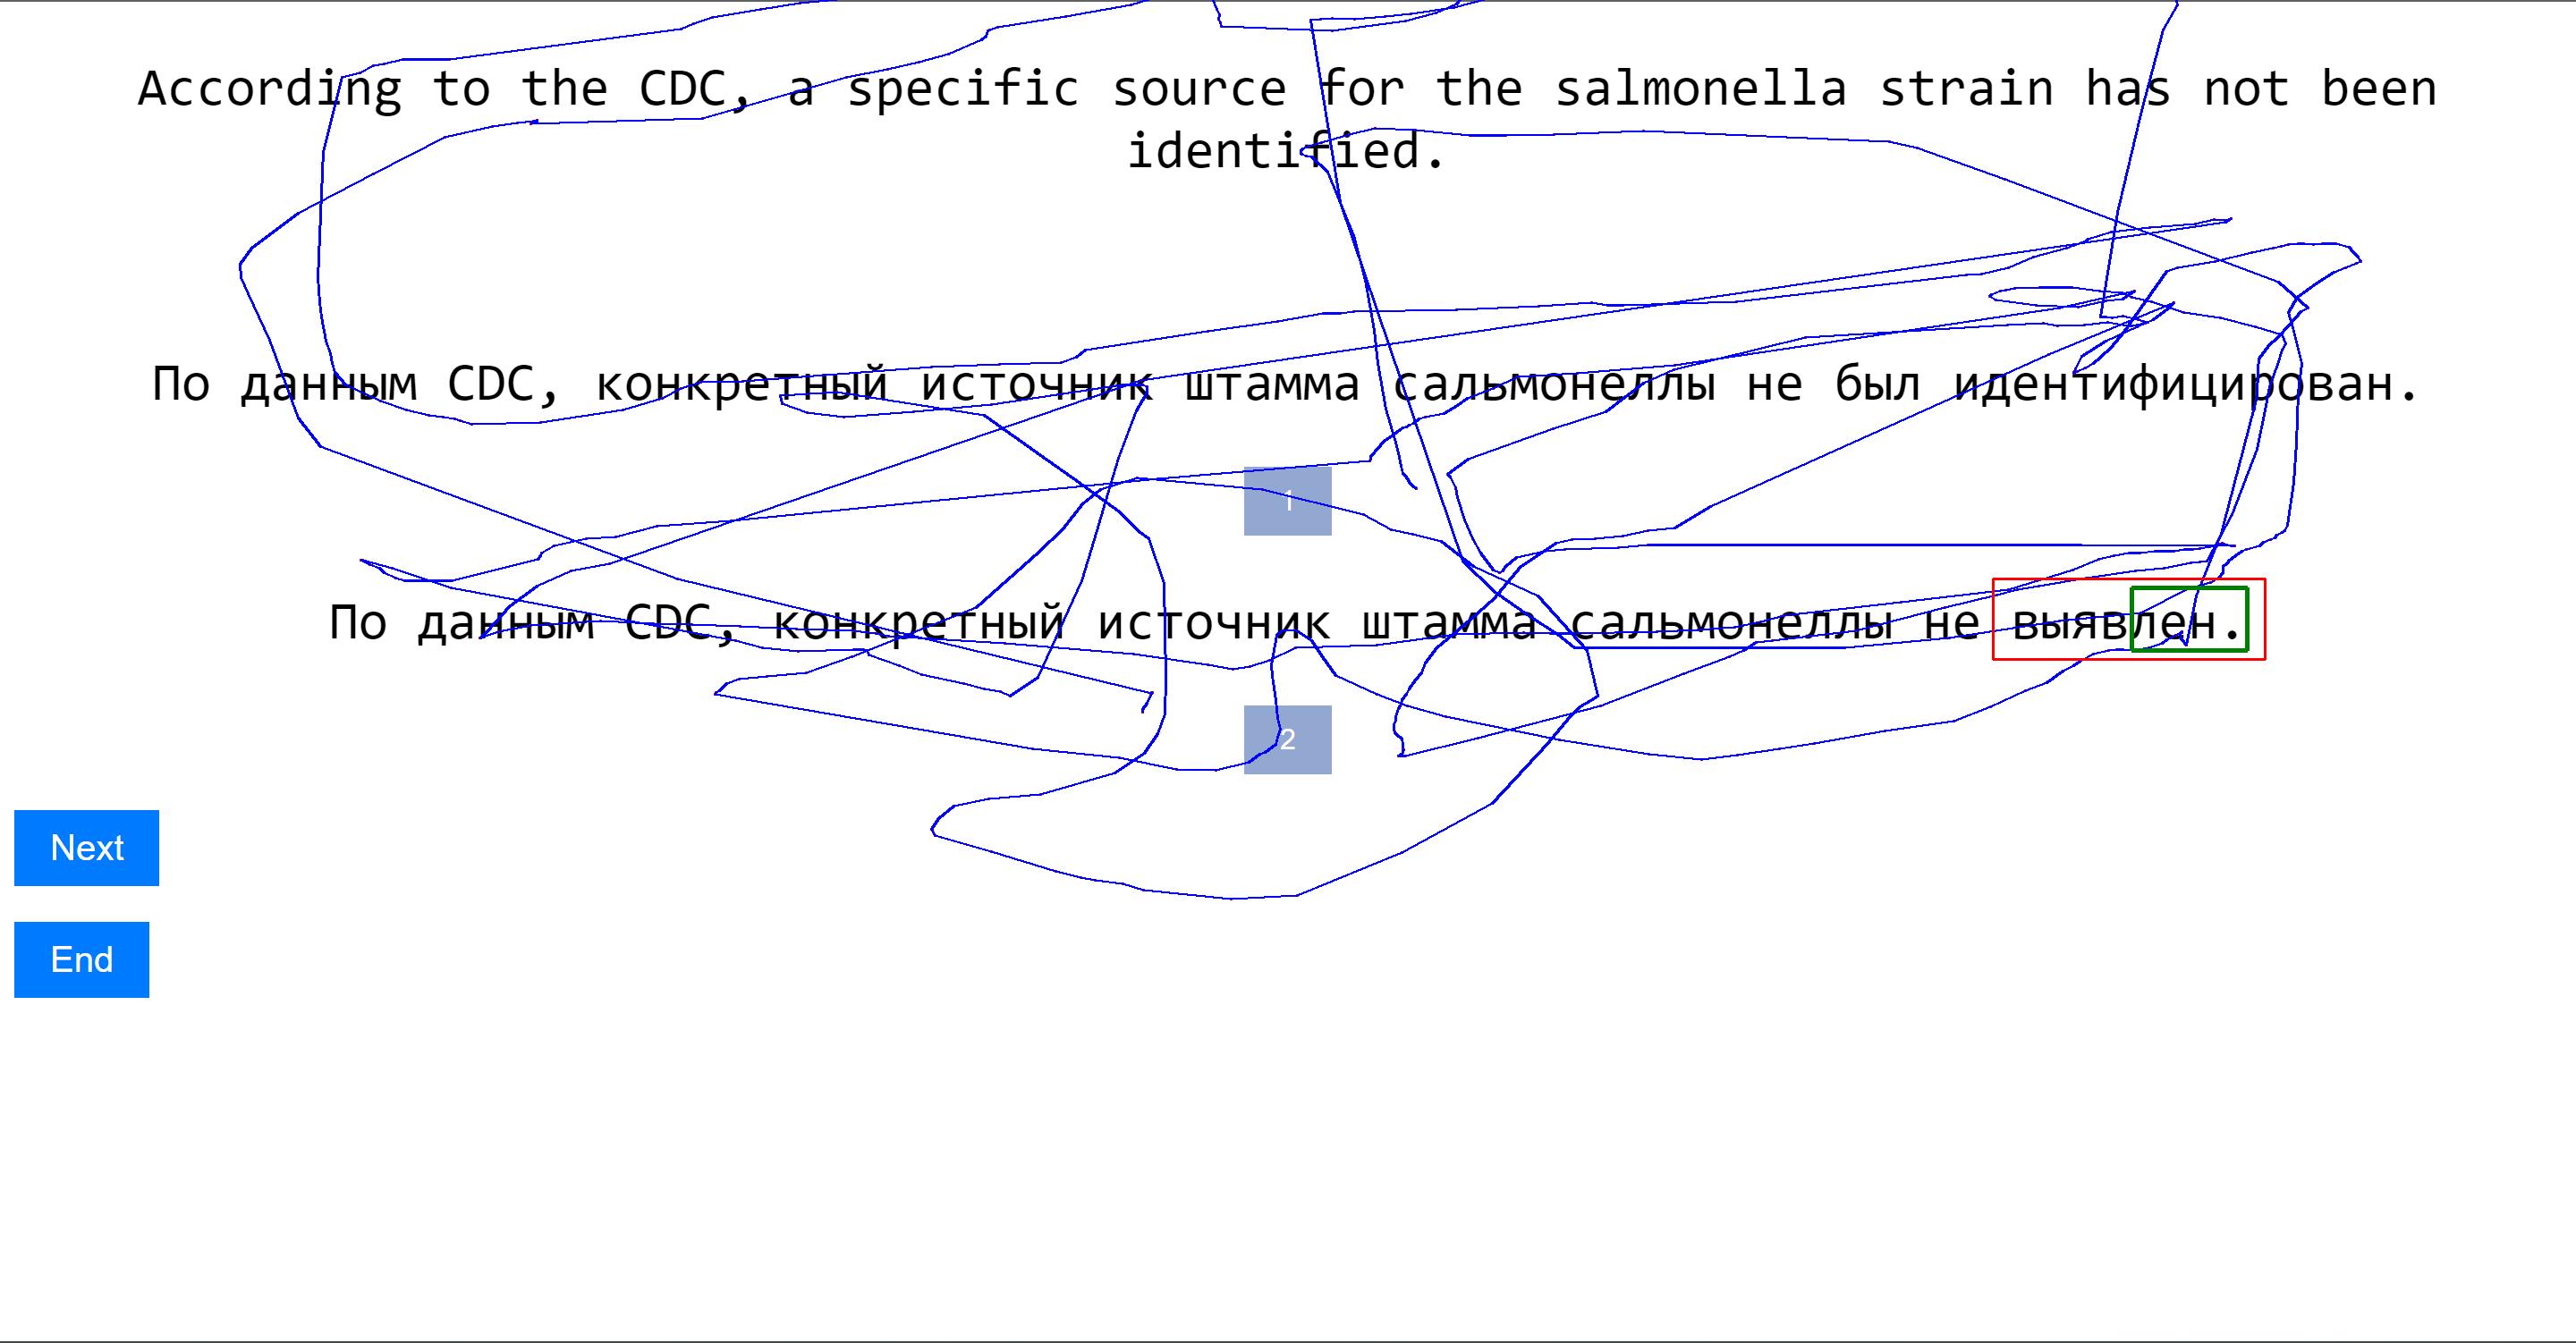 According to the CDC, a specific source for the salmonella strain has not been
identified.
По данным CDC, конкретный источник штамма сальмонеллы не был идентифицирован.
1
По данным CDC, конкретный источник штамма сальмонеллы не выявлен.
2
Next
End